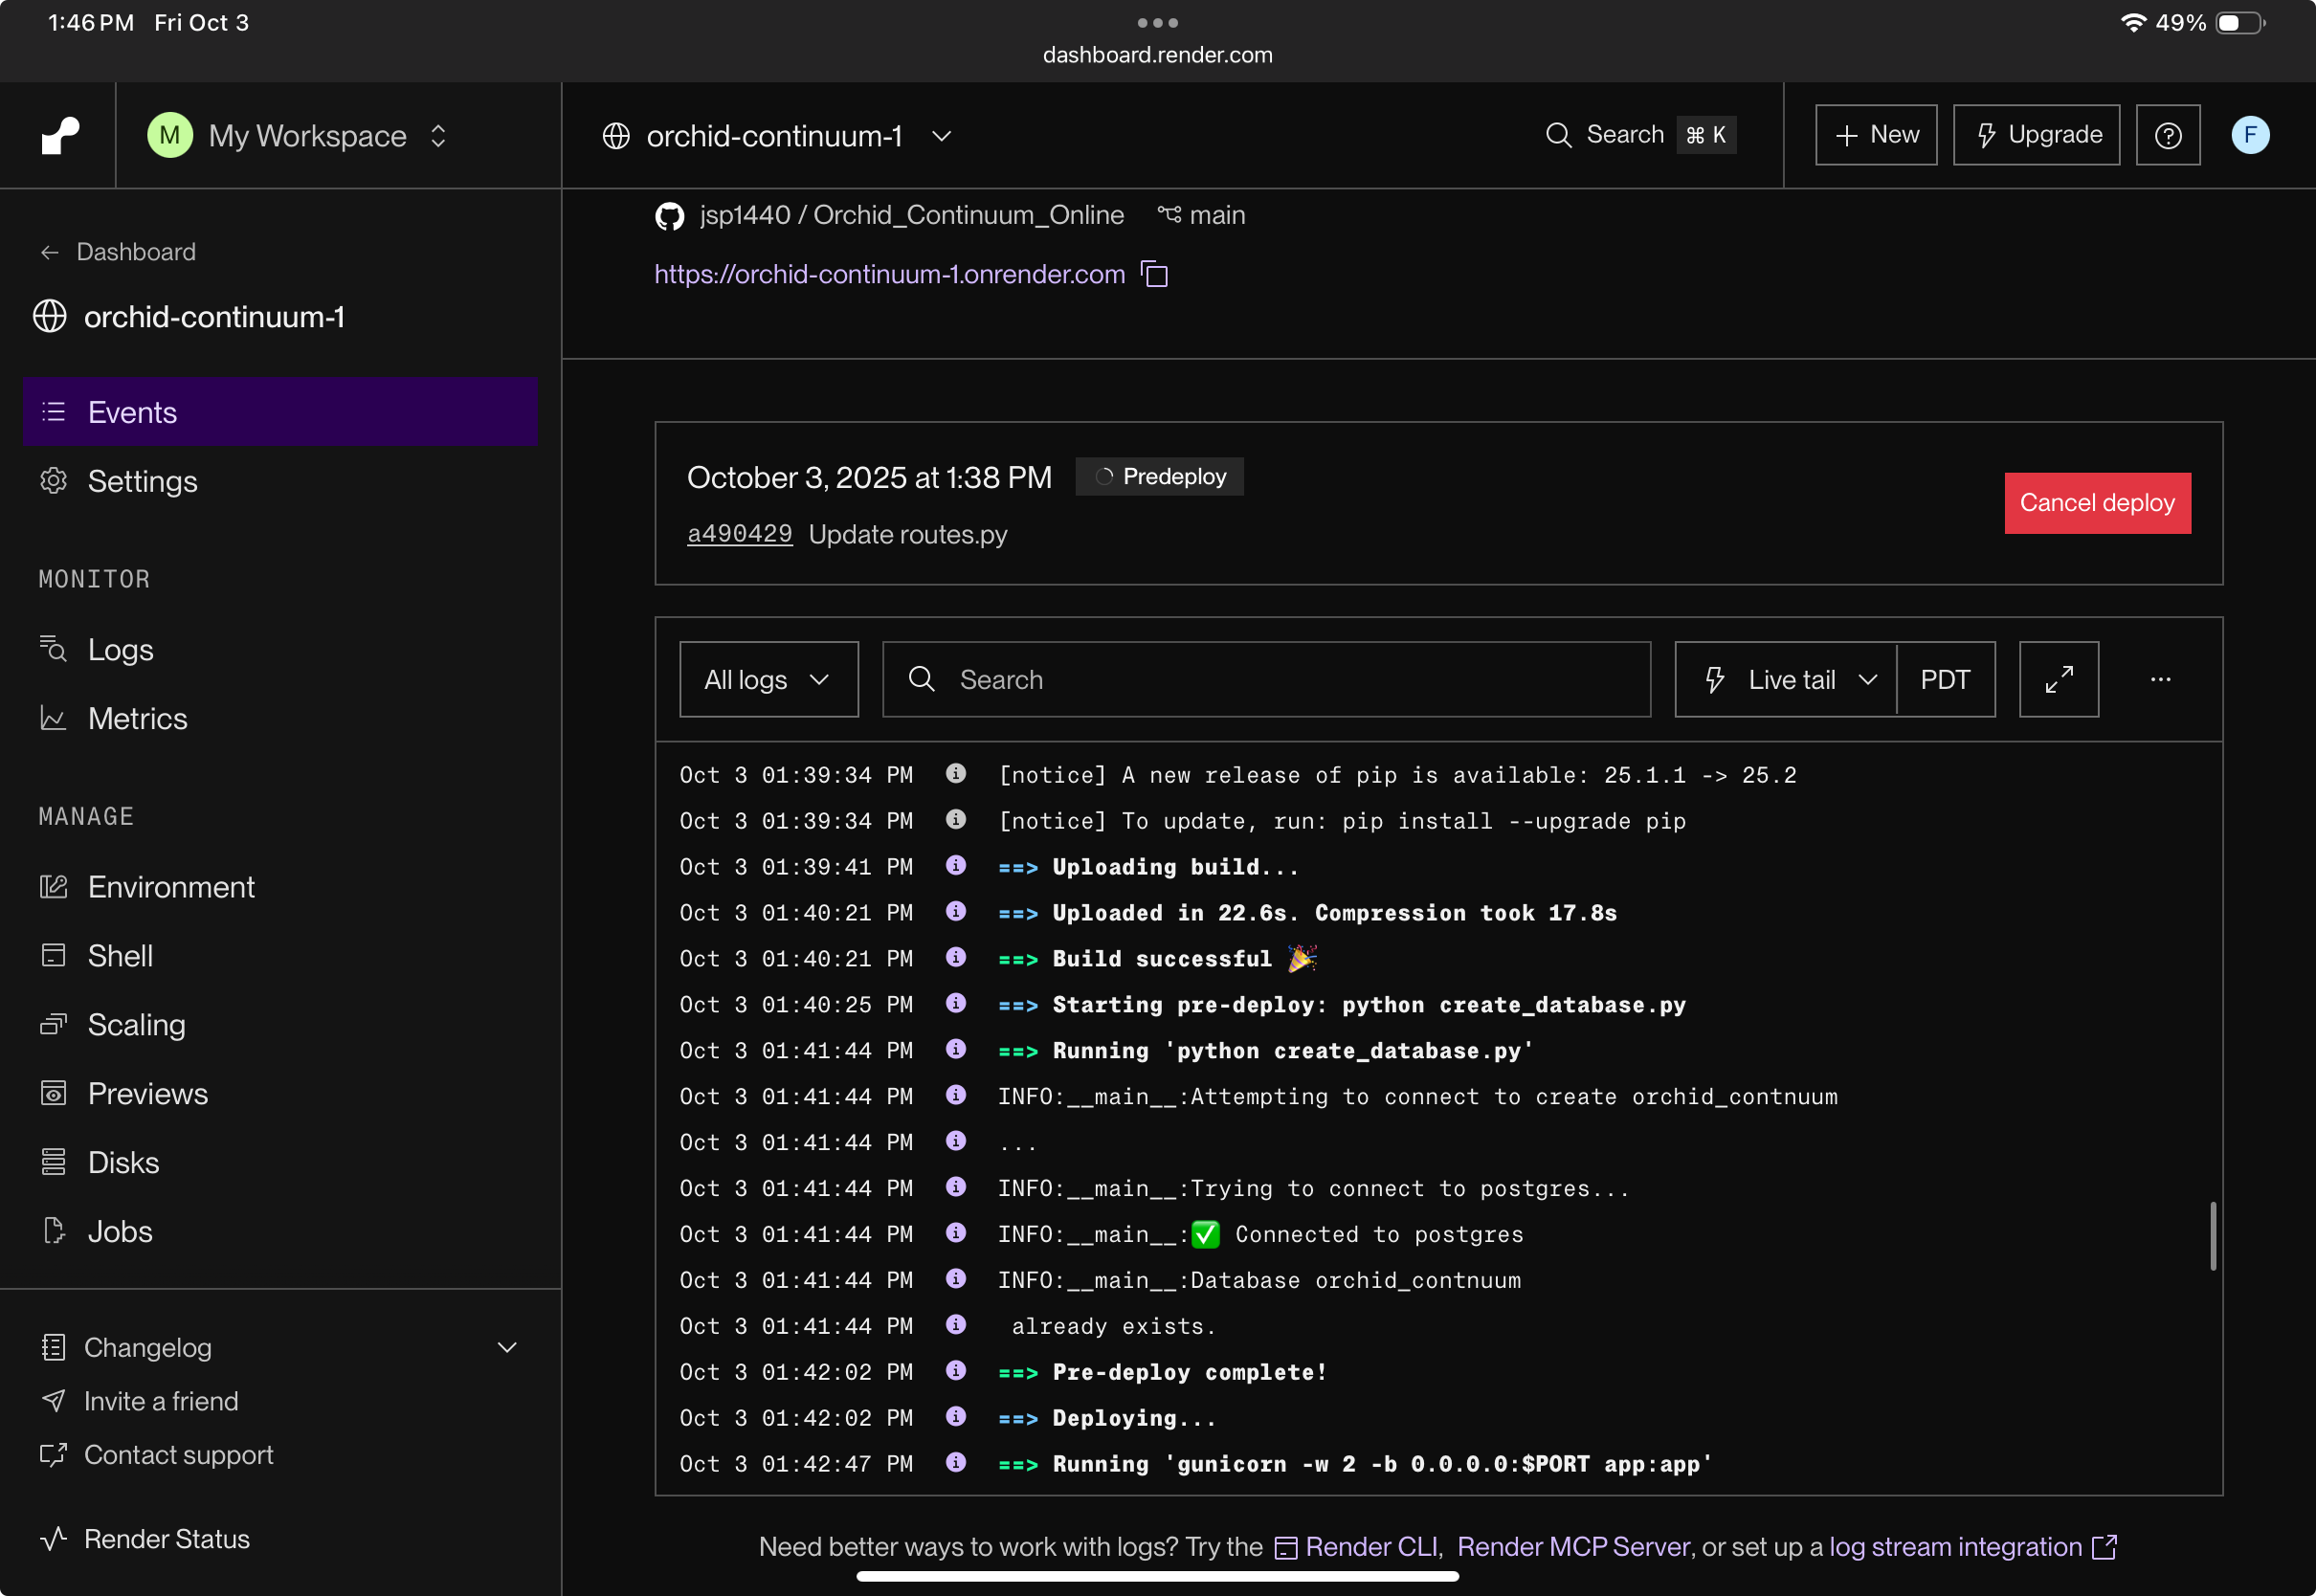 1:46 PM Fri Oct 3
49%
dashboard.render.com
M My Workspace
orchid-continuum-1
Search ⌘ K
+ New
Upgrade
F
← Dashboard
orchid-continuum-1
Events
Settings
MONITOR
Logs
Metrics
MANAGE
Environment
Shell
Scaling
Previews
Disks
Jobs
Changelog
Invite a friend
Contact support
Render Status
jsp1440 / Orchid_Continuum_Online main
https://orchid-continuum-1.onrender.com
October 3, 2025 at 1:38 PM Predeploy
a490429 Update routes.py
Cancel deploy
All logs
Search
Live tail
PDT
Oct 3 01:39:34 PM [notice] A new release of pip is available: 25.1.1 -> 25.2
Oct 3 01:39:34 PM [notice] To update, run: pip install --upgrade pip
Oct 3 01:39:41 PM ==> Uploading build...
Oct 3 01:40:21 PM ==> Uploaded in 22.6s. Compression took 17.8s
Oct 3 01:40:21 PM ==> Build successful 🎉
Oct 3 01:40:25 PM ==> Starting pre-deploy: python create_database.py
Oct 3 01:41:44 PM ==> Running 'python create_database.py'
Oct 3 01:41:44 PM INFO:__main__:Attempting to connect to create orchid_contnuum
Oct 3 01:41:44 PM ...
Oct 3 01:41:44 PM INFO:__main__:Trying to connect to postgres...
Oct 3 01:41:44 PM INFO:__main__:✅ Connected to postgres
Oct 3 01:41:44 PM INFO:__main__:Database orchid_contnuum
Oct 3 01:41:44 PM already exists.
Oct 3 01:42:02 PM ==> Pre-deploy complete!
Oct 3 01:42:02 PM ==> Deploying...
Oct 3 01:42:47 PM ==> Running 'gunicorn -w 2 -b 0.0.0.0:$PORT app:app'
Need better ways to work with logs? Try the Render CLI, Render MCP Server, or set up a log stream integration